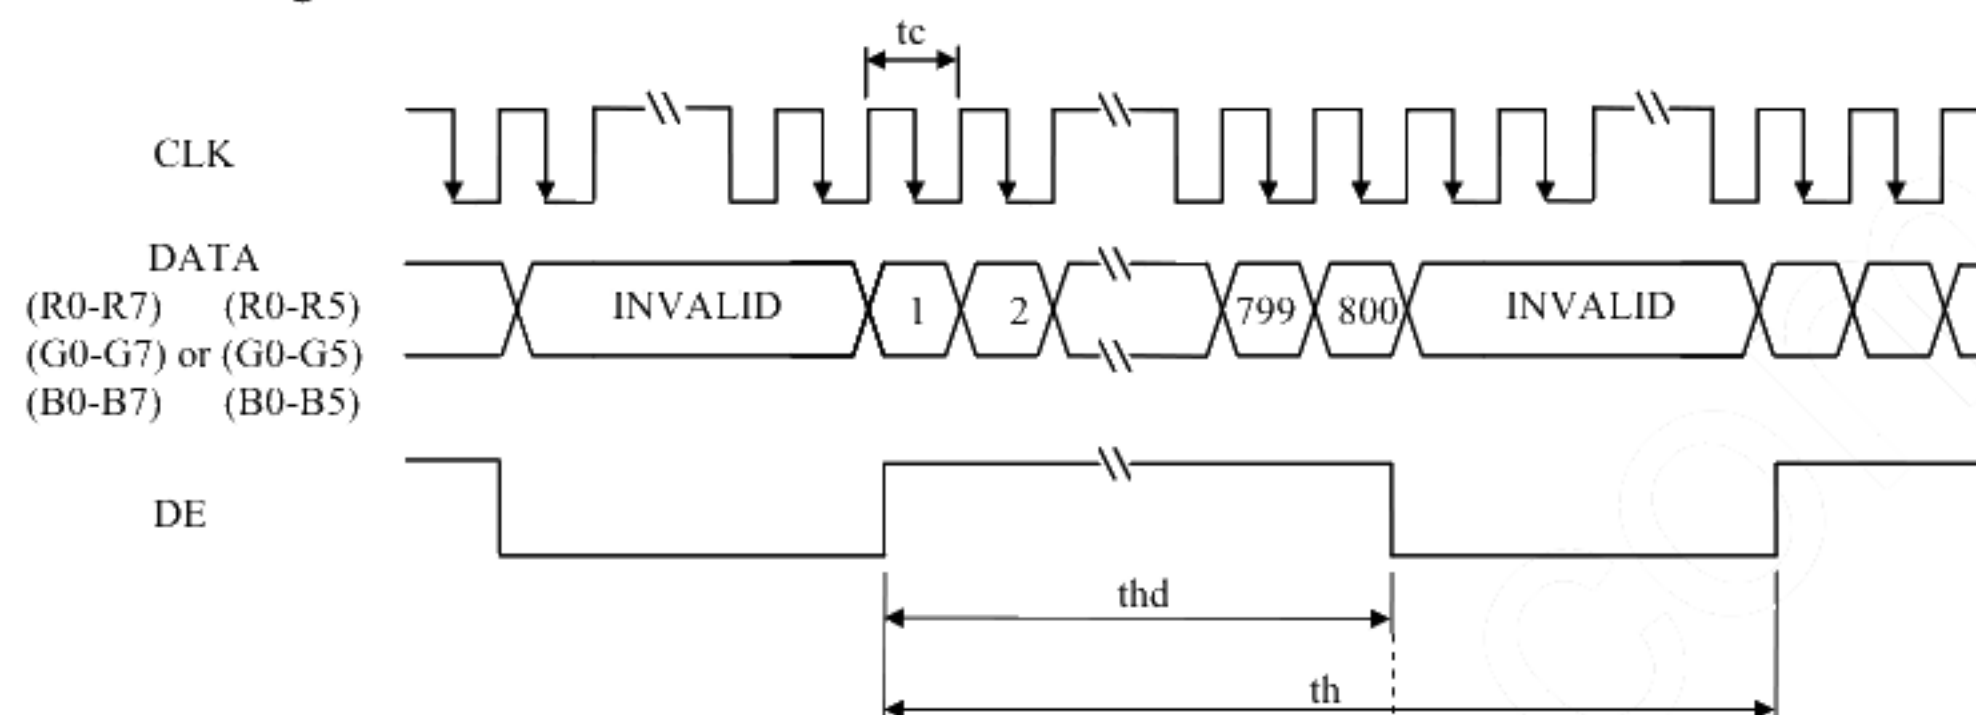 tc
CLK
DATA
(R0-R7) (R0-R5)
(G0-G7) or (G0-G5)
(B0-B7) (B0-B5)
INVALID 1 2 799 800 INVALID
DE
thd
th